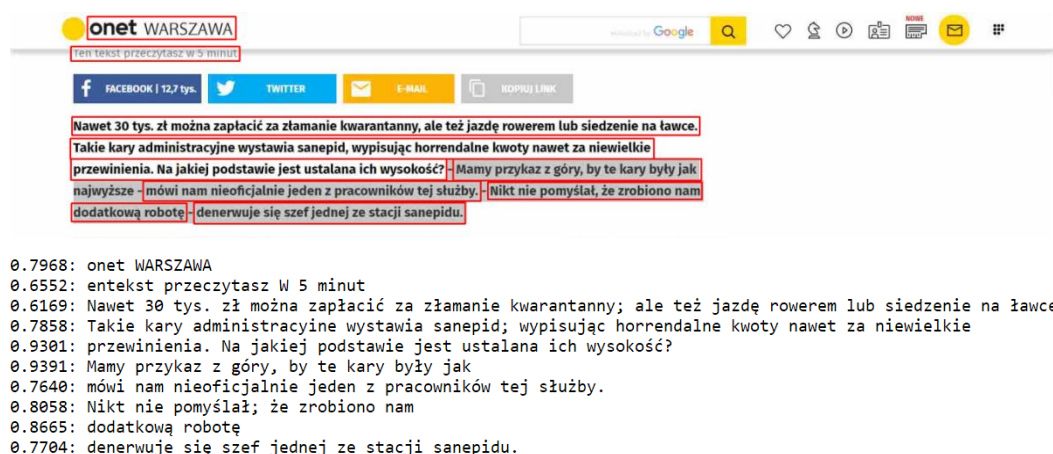 onet WARSZAWA
Google
NOWE
Ten tekst przeczytasz w 5 minut
FACEBOOK | 12,7 tys. TWITTER E-MAIL KOPIUJ LINK
Nawet 30 tys. zł można zapłacić za złamanie kwarantanny, ale też jazdę rowerem lub siedzenie na ławce.
Takie kary administracyjne wystawia sanepid, wypisując horrendalne kwoty nawet za niewielkie
przewinienia. Na jakiej podstawie jest ustalana ich wysokość? - Mamy przykaz z góry, by te kary były jak
najwyższe - mówi nam nieoficjalnie jeden z pracowników tej służby. - Nikt nie pomyślał, że zrobiono nam
dodatkową robotę - denerwuje się szef jednej ze stacji sanepidu.
0.7968: onet WARSZAWA
0.6552: entekst przeczytasz W 5 minut
0.6169: Nawet 30 tys. zł można zapłacić za złamanie kwarantanny; ale też jazdę rowerem lub siedzenie na ławce
0.7858: Takie kary administracyine wystawia sanepid; wypisując horrendalne kwoty nawet za niewielkie
0.9301: przewinienia. Na jakiej podstawie jest ustalana ich wysokość?
0.9391: Mamy przykaz z góry, by te kary były jak
0.7640: mówi nam nieoficjalnie jeden z pracowników tej służby.
0.8058: Nikt nie pomyślał; że zrobiono nam
0.8665: dodatkową robotę
0.7704: denerwuje się szef jednej ze stacji sanepidu.